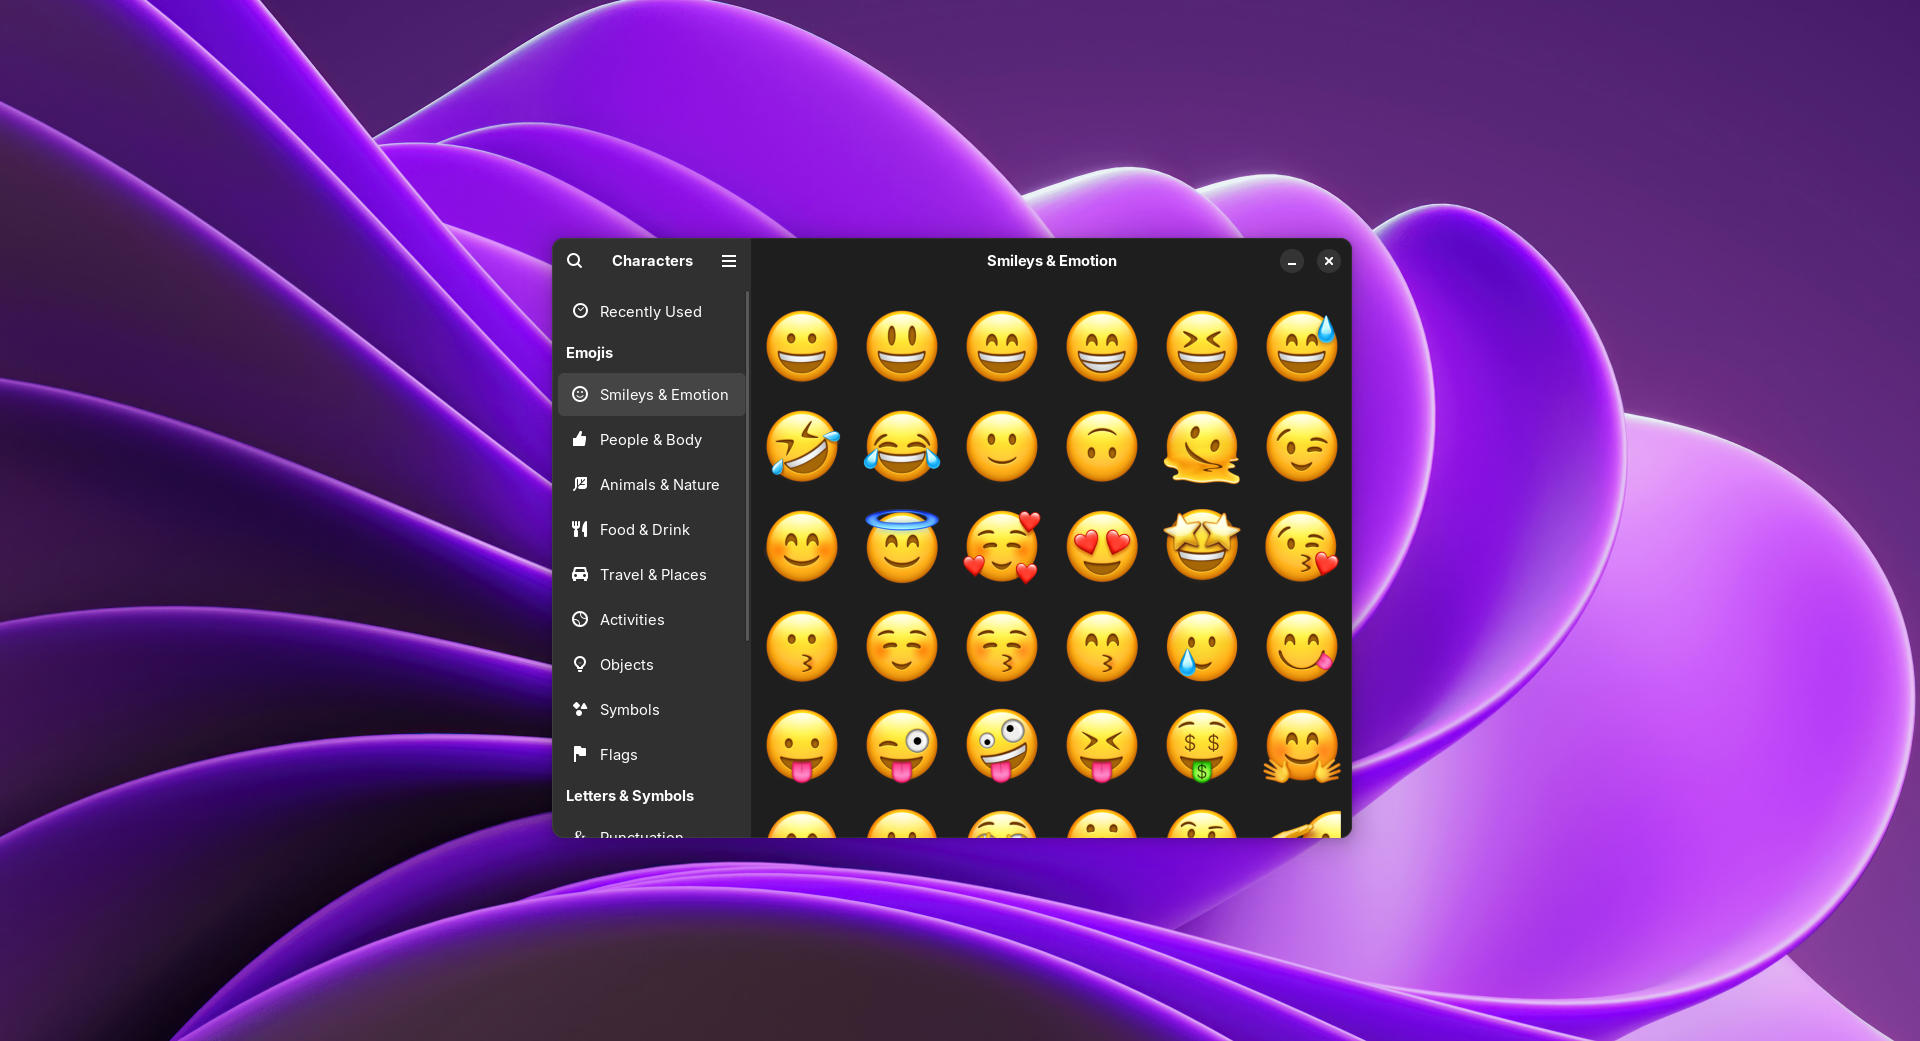 Characters
Smileys & Emotion
Recently Used
Emojis
Smileys & Emotion
People & Body
Animals & Nature
Food & Drink
Travel & Places
Activities
Objects
Symbols
Flags
Letters & Symbols
& Punctuation